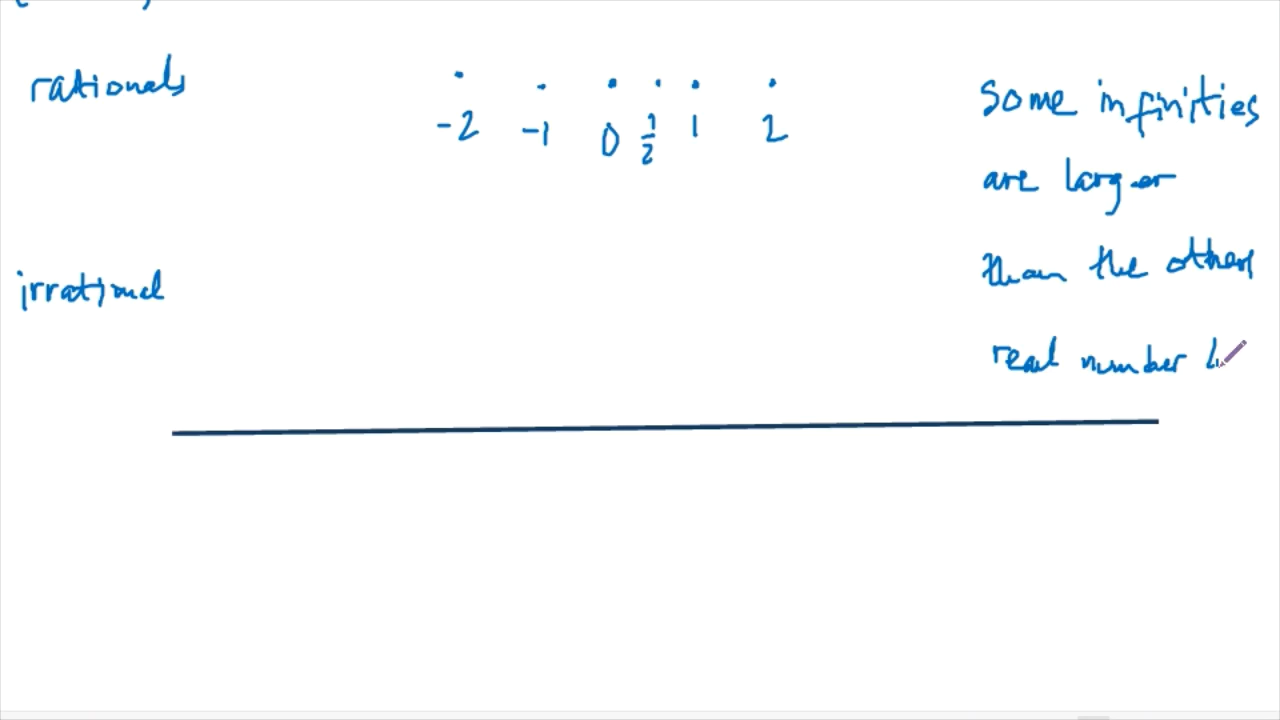 rationals
-2 -1 0 1/2 1 2
irrational
Some infinities
are larger
than the others
real number